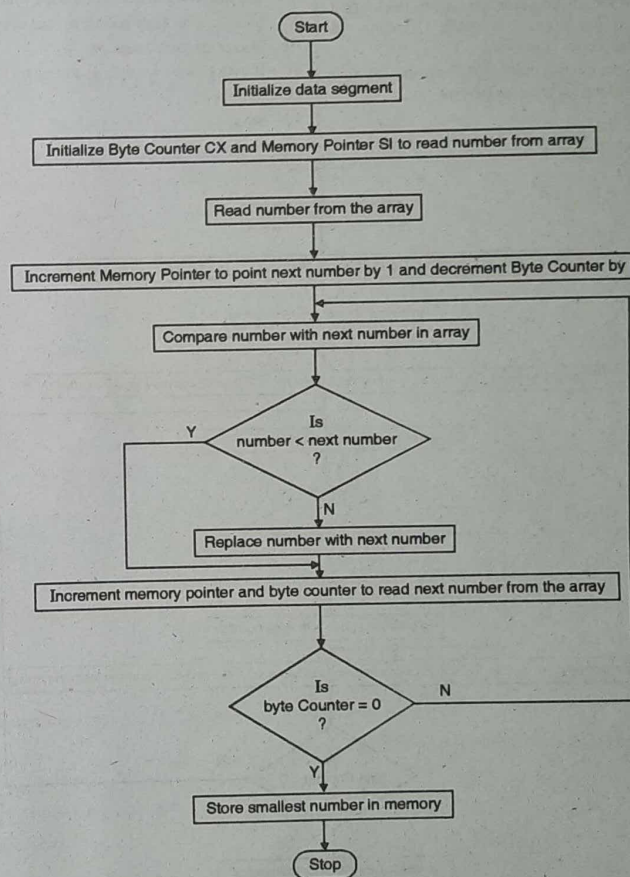 Start
Initialize data segment
Initialize Byte Counter CX and Memory Pointer SI to read number from array
Read number from the array
Increment Memory Pointer to point next number by 1 and decrement Byte Counter by
Compare number with next number in array
Is
number < next number
?
Y
N
Replace number with next number
Increment memory pointer and byte counter to read next number from the array
Is
byte Counter = 0
?
N
Y
Store smallest number in memory
Stop